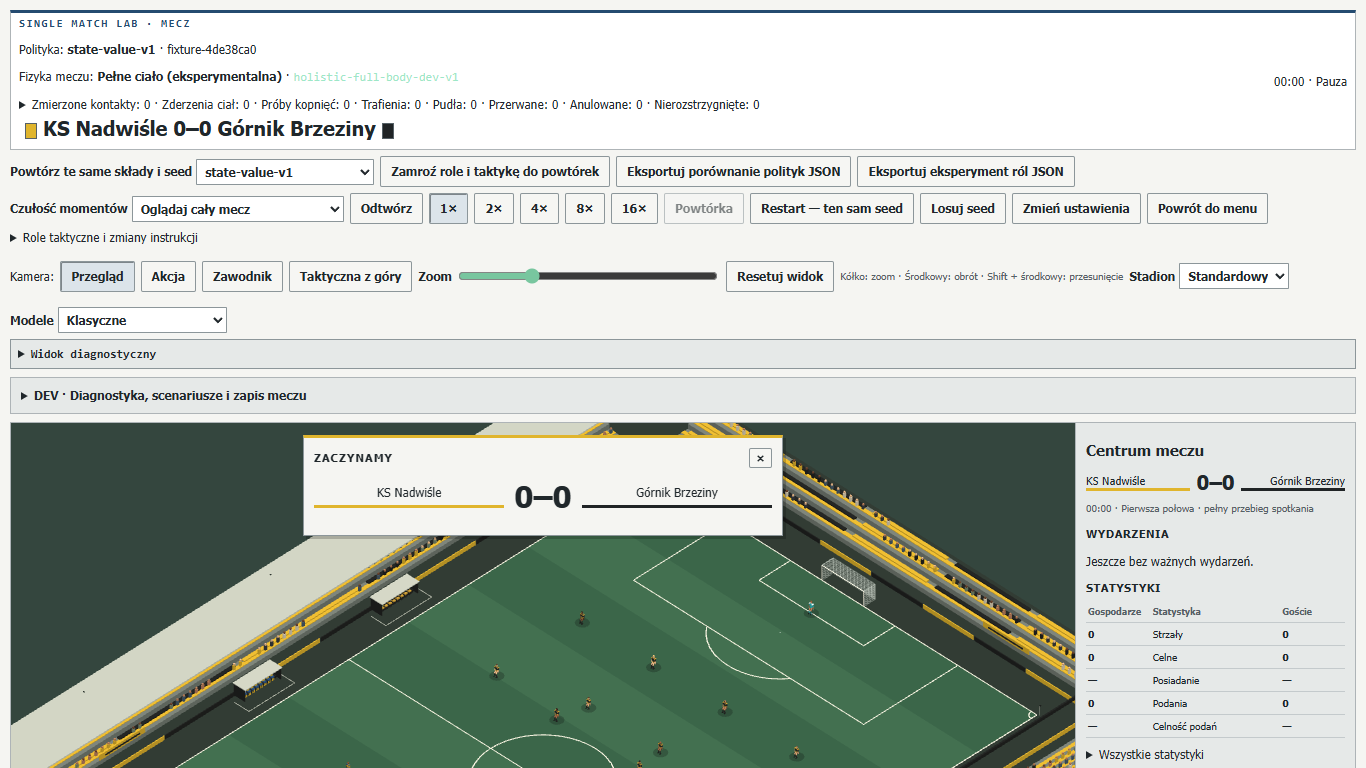 SINGLE MATCH LAB · MECZ
Polityka: state-value-v1 · fixture-4de38ca0
Fizyka meczu: Pełne ciało (eksperymentalna) · holistic-full-body-dev-v1
00:00 · Pauza
▶ Zmierzone kontakty: 0 · Zderzenia ciał: 0 · Próby kopnięć: 0 · Trafienia: 0 · Pudła: 0 · Przerwane: 0 · Anulowane: 0 · Nierozstrzygnięte: 0
KS Nadwiśle 0–0 Górnik Brzeziny
Powtórz te same składy i seed state-value-v1 Zamroź role i taktykę do powtórek Eksportuj porównanie polityk JSON Eksportuj eksperyment ról JSON
Czułość momentów Oglądaj cały mecz Odtwórz 1× 2× 4× 8× 16× Powtórka Restart — ten sam seed Losuj seed Zmień ustawienia Powrót do menu
▶ Role taktyczne i zmiany instrukcji
Kamera: Przegląd Akcja Zawodnik Taktyczna z góry Zoom Resetuj widok Kółko: zoom · Środkowy: obrót · Shift + środkowy: przesunięcie Stadion Standardowy
Modele Klasyczne
▶ Widok diagnostyczny
▶ DEV · Diagnostyka, scenariusze i zapis meczu
ZACZYNAMY ×
KS Nadwiśle 0–0 Górnik Brzeziny
Centrum meczu
KS Nadwiśle 0–0 Górnik Brzeziny
00:00 · Pierwsza połowa · pełny przebieg spotkania
WYDARZENIA
Jeszcze bez ważnych wydarzeń.
STATYSTYKI
Gospodarze Statystyka Goście
0 Strzały 0
0 Celne 0
— Posiadanie —
0 Podania 0
— Celność podań —
▶ Wszystkie statystyki